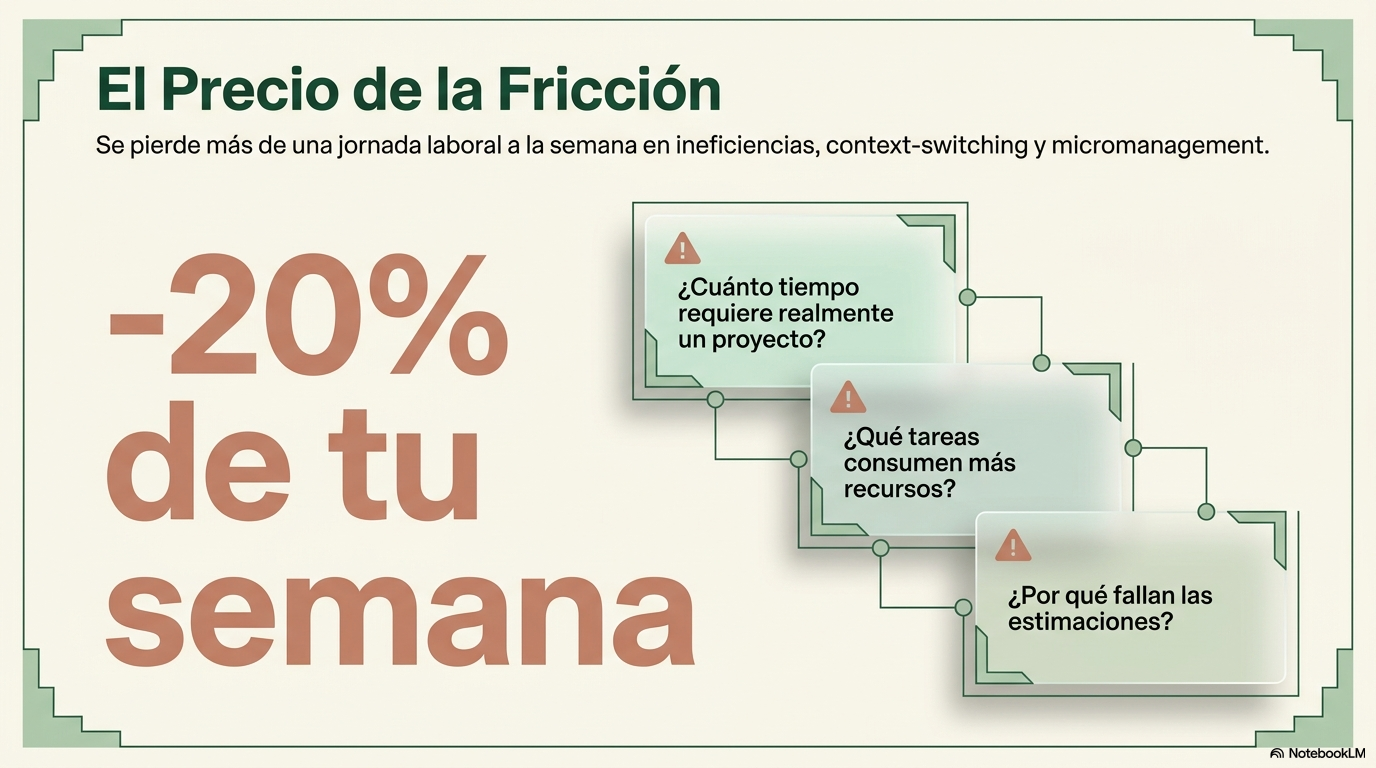 El Precio de la Fricción
Se pierde más de una jornada laboral a la semana en ineficiencias, context-switching y micromanagement.
-20%
de tu
semana
¿Cuánto tiempo
requiere realmente
un proyecto?
¿Qué tareas
consumen más
recursos?
¿Por qué fallan las
estimaciones?
NotebookLM